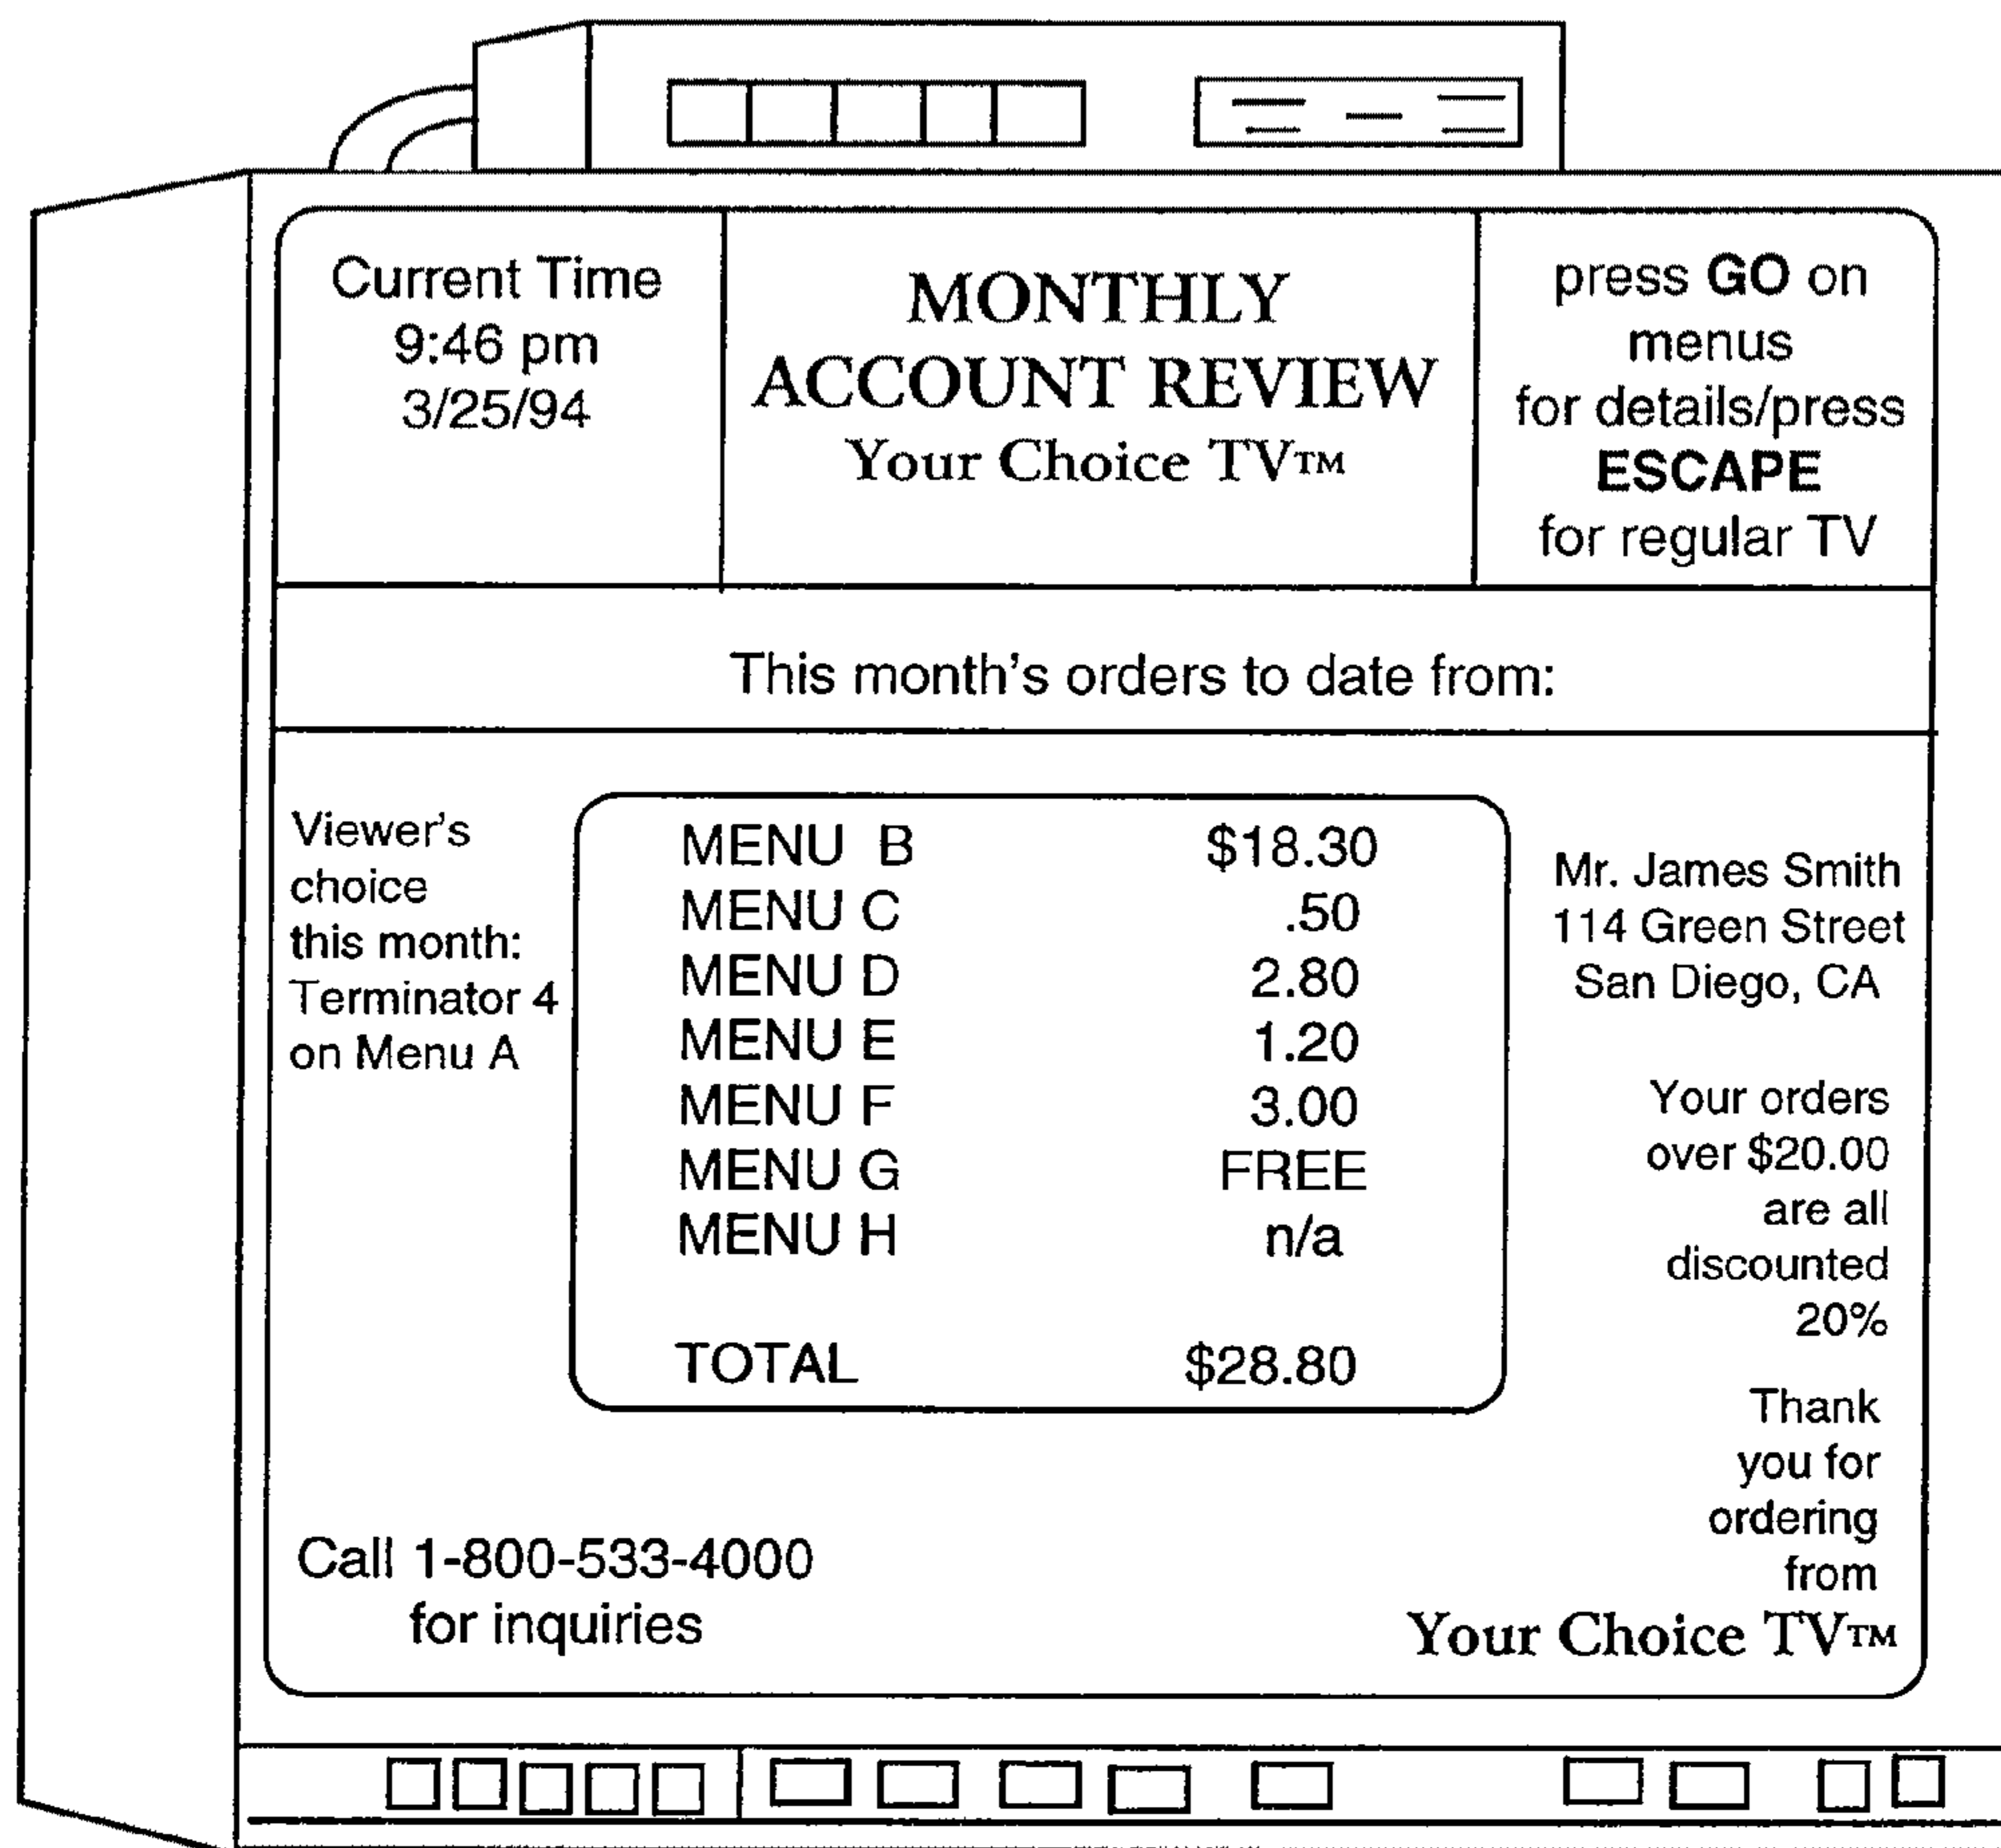 Current Time
9:46 pm
3/25/94
MONTHLY
ACCOUNT REVIEW
Your Choice TV™
press GO on
menus
for details/press
ESCAPE
for regular TV
This month's orders to date from:
Viewer's
choice
this month:
Terminator 4
on Menu A
MENU B $18.30
MENU C .50
MENU D 2.80
MENU E 1.20
MENU F 3.00
MENU G FREE
MENU H n/a
TOTAL $28.80
Mr. James Smith
114 Green Street
San Diego, CA
Your orders
over $20.00
are all
discounted
20%
Thank
you for
ordering
from
Your Choice TV™
Call 1-800-533-4000
for inquiries